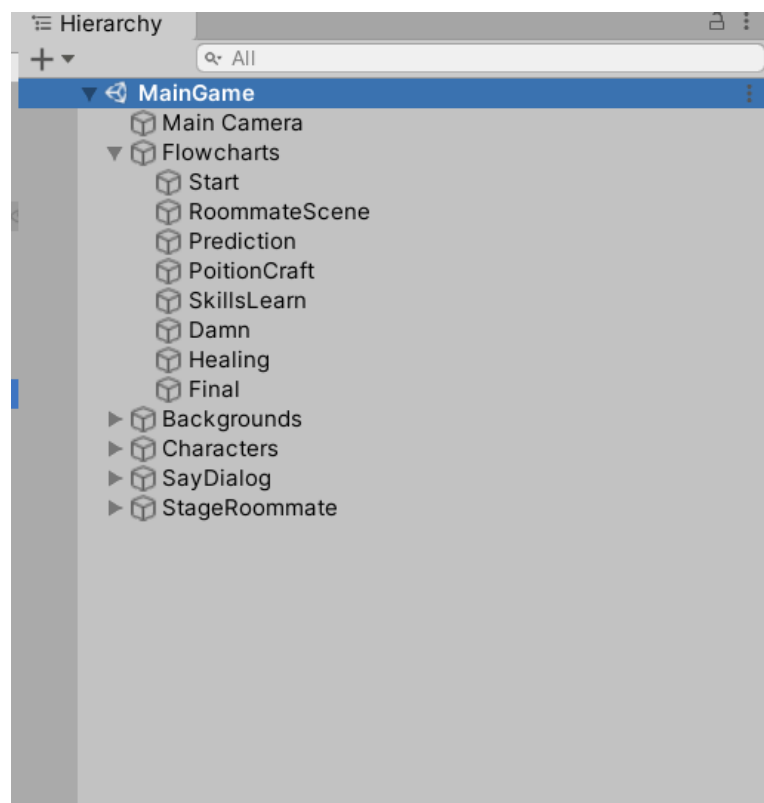 Hierarchy
All
MainGame
Main Camera
Flowcharts
Start
RoommateScene
Prediction
PoitionCraft
SkillsLearn
Damn
Healing
Final
Backgrounds
Characters
SayDialog
StageRoommate